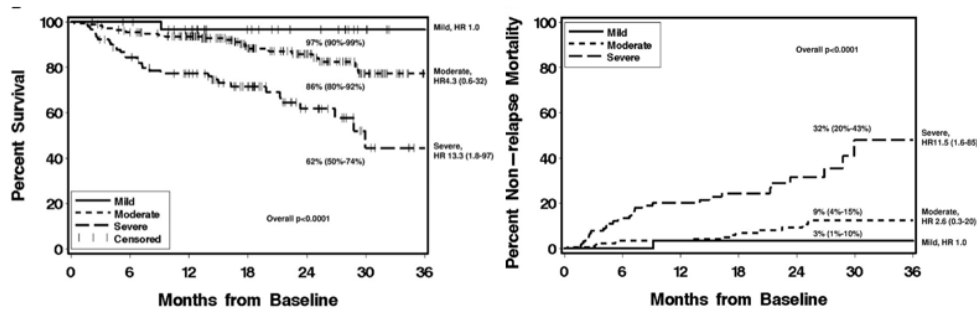 Percent Survival
100
80
60
40
20
0
0 6 12 18 24 30 36
Months from Baseline
Mild, HR 1.0
97% (90%-99%)
Moderate,
HR4.3 (0.6-32)
86% (80%-92%)
Severe,
HR 13.3 (1.8-97)
62% (50%-74%)
Mild
Moderate
Severe
Censored
Overall p<0.0001
Percent Non-relapse Mortality
100
80
60
40
20
0
0 6 12 18 24 30 36
Months from Baseline
Mild
Moderate
Severe
Overall p<0.0001
32% (20%-43%)
Severe,
HR11.5 (1.6-85)
9% (4%-15%)
Moderate,
HR 2.6 (0.3-20)
3% (1%-10%)
Mild, HR 1.0